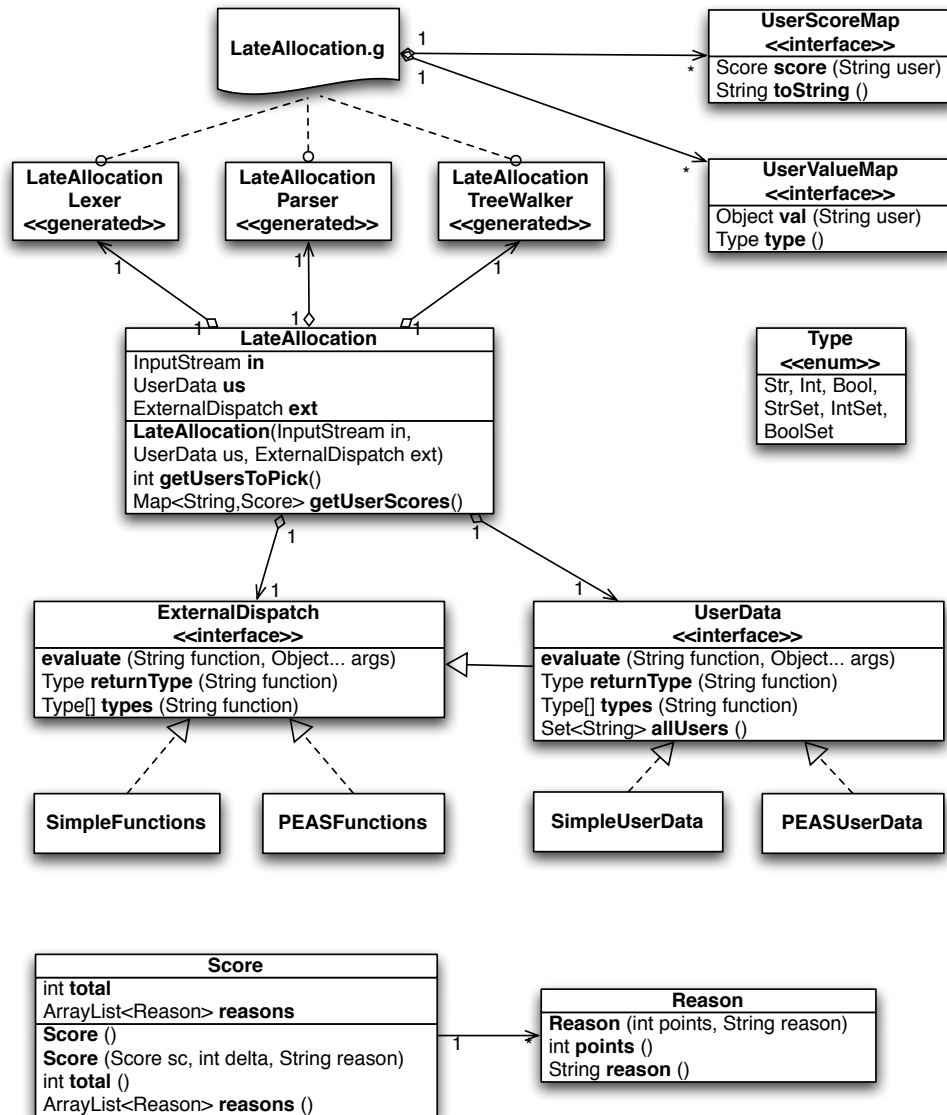 LateAllocation.g
1
1
*
*
UserScoreMap
<<interface>>
Score score (String user)
String toString ()
UserValueMap
<<interface>>
Object val (String user)
Type type ()
LateAllocation
Lexer
<<generated>>
LateAllocation
Parser
<<generated>>
LateAllocation
TreeWalker
<<generated>>
1
1
1
1
1
1
LateAllocation
InputStream in
UserData us
ExternalDispatch ext
LateAllocation(InputStream in,
UserData us, ExternalDispatch ext)
int getUsersToPick()
Map<String,Score> getUserScores()
Type
<<enum>>
Str, Int, Bool,
StrSet, IntSet,
BoolSet
1
1
1
1
ExternalDispatch
<<interface>>
evaluate (String function, Object... args)
Type returnType (String function)
Type[] types (String function)
UserData
<<interface>>
evaluate (String function, Object... args)
Type returnType (String function)
Type[] types (String function)
Set<String> allUsers ()
SimpleFunctions
PEASFunctions
SimpleUserData
PEASUserData
Score
int total
ArrayList<Reason> reasons
Score ()
Score (Score sc, int delta, String reason)
int total ()
ArrayList<Reason> reasons ()
1
*
Reason
Reason (int points, String reason)
int points ()
String reason ()